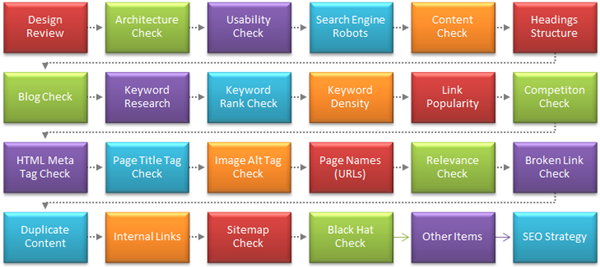 Design
Review
Architecture
Check
Usability
Check
Search Engine
Robots
Content
Check
Headings
Structure
Blog Check
Keyword
Research
Keyword
Rank Check
Keyword
Density
Link
Popularity
Competiton
Check
HTML Meta
Tag Check
Page Title Tag
Check
Image Alt Tag
Check
Page Names
(URLs)
Relevance
Check
Broken Link
Check
Duplicate
Content
Internal Links
Sitemap
Check
Black Hat
Check
Other Items
SEO Strategy